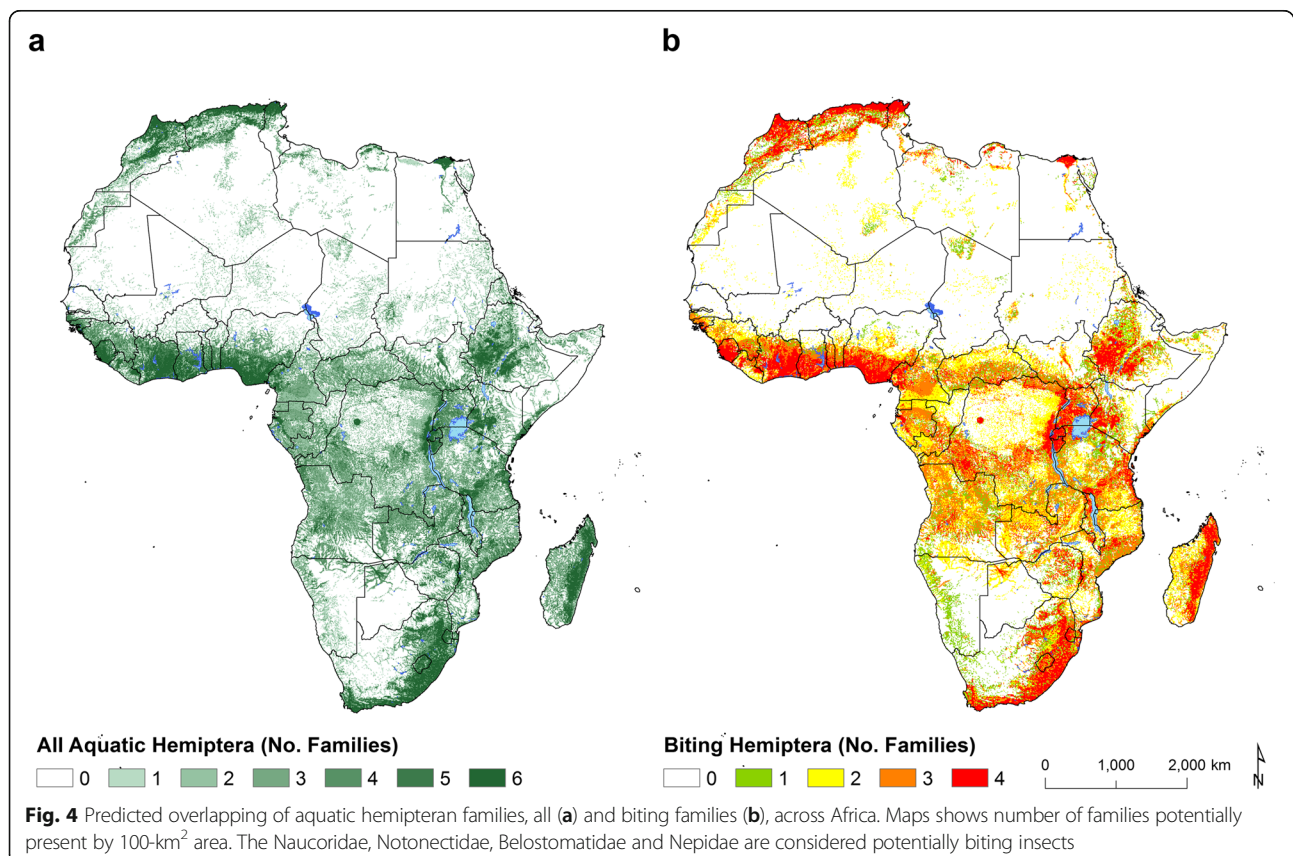 a
b
All Aquatic Hemiptera (No. Families)
0 1 2 3 4 5 6
Biting Hemiptera (No. Families)
0 1 2 3 4
0 1,000 2,000 km
N
Fig. 4 Predicted overlapping of aquatic hemipteran families, all (a) and biting families (b), across Africa. Maps shows number of families potentially
present by 100-km² area. The Naucoridae, Notonectidae, Belostomatidae and Nepidae are considered potentially biting insects